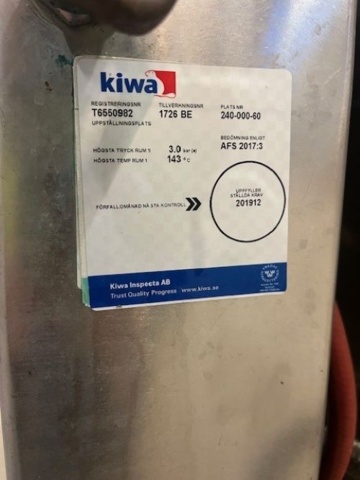 kiwa
REGISTRERINGSNR TILLVERKNINGSNR PLATS NR
T6550982 1726 BE 240-000-60
UPPSTÄLLNINGSPLATS
BEDÖMNING ENLIGT
HÖGSTA TRYCK RUM 1 3.0 bar(e) AFS 2017:3
HÖGSTA TEMP RUM 1 143 °C
UPPFYLLER
STÄLLDA KRAV
FÖRFALLOMÅNAD NÄSTA KONTROLL 201912
Kiwa Inspecta AB
Trust Quality Progress · www.kiwa.se